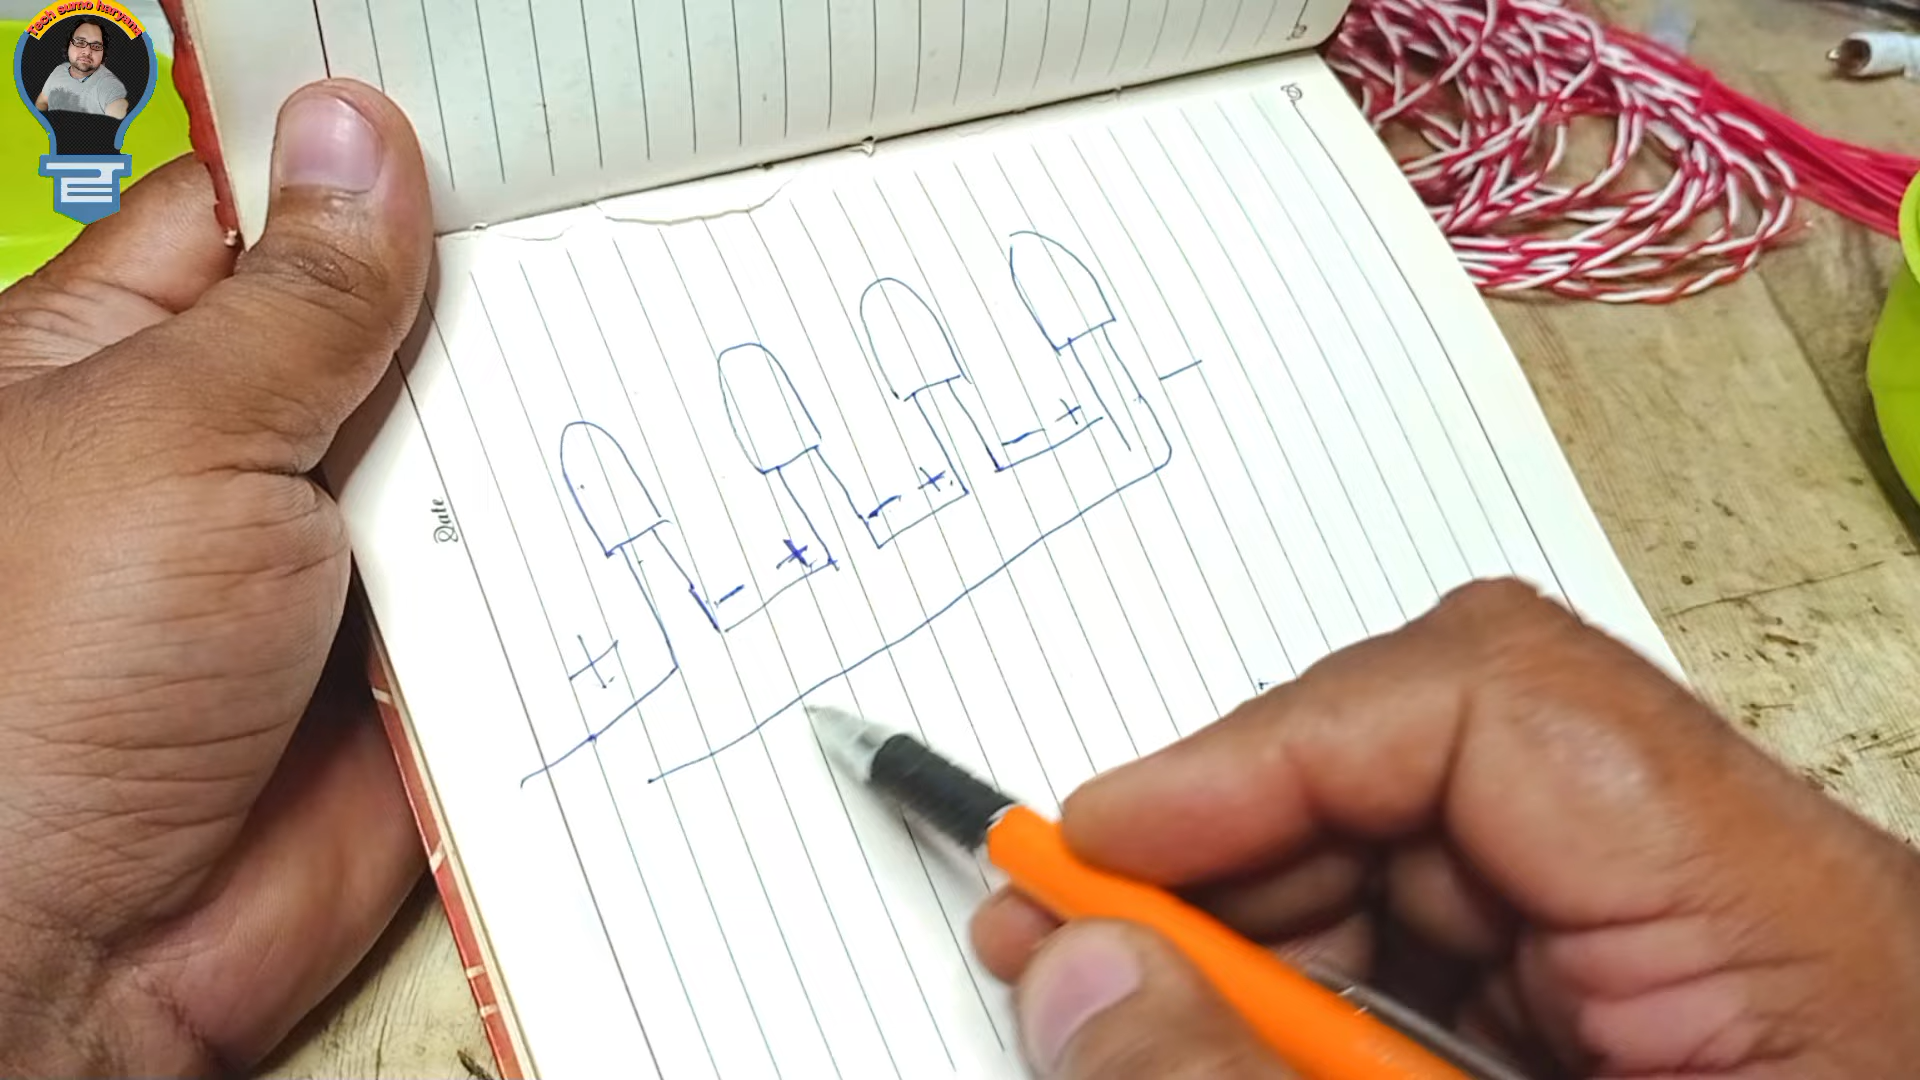 Tech sumo haryana
Date
+ - + - + - + -